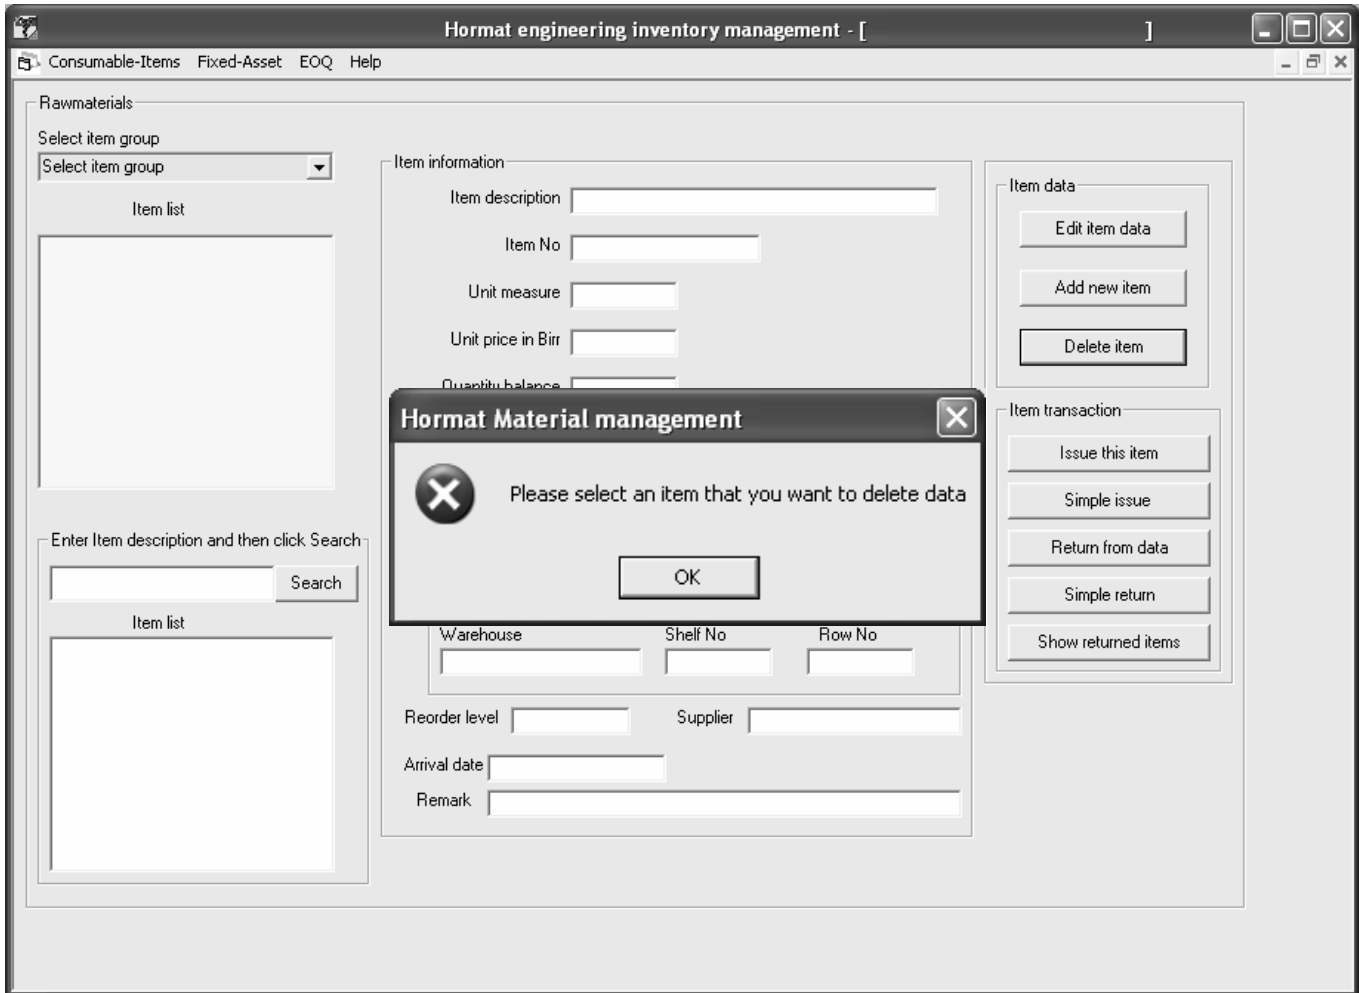 Hormat engineering inventory management - [ ]
Consumable-Items Fixed-Asset EOQ Help
Rawmaterials
Select item group
Select item group
Item list
Enter Item description and then click Search
Search
Item list
Item information
Item description
Item No
Unit measure
Unit price in Birr
Quantity balance
Hormat Material management
Please select an item that you want to delete data
OK
Warehouse Shelf No Row No
Reorder level Supplier
Arrival date
Remark
Item data
Edit item data
Add new item
Delete item
Item transaction
Issue this item
Simple issue
Return from data
Simple return
Show returned items